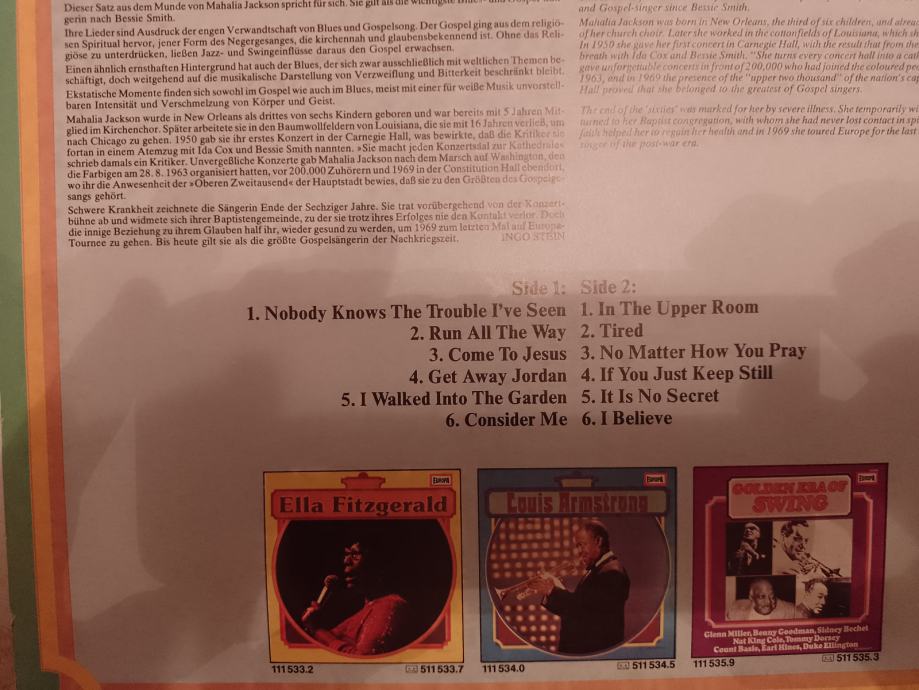 Dieser Satz aus dem Munde von Mahalia Jackson spricht für sich. Sie gilt als die wichtigste Blues- und Gospel-
gerin nach Bessie Smith.
Ihre Lieder sind Ausdruck der engen Verwandtschaft von Blues und Gospelsong. Der Gospel ging aus dem religiö-
sen Spiritual hervor, jener Form des Negergesanges, die kirchennah und glaubensbekennend ist. Ohne das Reli-
giöse zu unterdrücken, ließen Jazz- und Swingeinflüsse daraus den Gospel erwachsen.
Einen ähnlich ernsthaften Hintergrund hat auch der Blues, der sich zwar ausschließlich mit weltlichen Themen be-
schäftigt, doch weitgehend auf die musikalische Darstellung von Verzweiflung und Bitterkeit beschränkt bleibt.
Ekstatische Momente finden sich sowohl im Gospel wie auch im Blues, meist mit einer für weiße Musik unvorstell-
baren Intensität und Verschmelzung von Körper und Geist.
Mahalia Jackson wurde in New Orleans als drittes von sechs Kindern geboren und war bereits mit 5 Jahren Mit-
glied im Kirchenchor. Später arbeitete sie in den Baumwollfeldern von Louisiana, die sie mit 16 Jahren verließ, um
nach Chicago zu gehen. 1950 gab sie ihr erstes Konzert in der Carnegie Hall, was bewirkte, daß die Kritiker sie
fortan in einem Atemzug mit Ida Cox und Bessie Smith nannten. »Sie macht jeden Konzertsdal zur Kathedrale«
schrieb damals ein Kritiker. Unvergeßliche Konzerte gab Mahalia Jackson nach dem Marsch auf Washington, den
die Farbigen am 28. 8. 1963 organisiert hatten, vor 200.000 Zuhörern und 1969 in der Constitution Hall ebendort,
wo ihr die Anwesenheit der »Oberen Zweitausend« der Hauptstadt bewies, daß sie zu den Größten des Gospelge-
sangs gehört.
Schwere Krankheit zeichnete die Sängerin Ende der Sechziger Jahre. Sie trat vorübergehend von der Konzert-
bühne ab und widmete sich ihrer Baptistengemeinde, zu der sie trotz ihres Erfolges nie den Kontakt verlor. Doch
die innige Beziehung zu ihrem Glauben half ihr, wieder gesund zu werden, um 1969 zum letzten Mal auf Europa-
Tournee zu gehen. Bis heute gilt sie als die größte Gospelsängerin der Nachkriegszeit.
INGO STEIN
and Gospel-singer since Bessie Smith.
Mahalia Jackson was born in New Orleans, the third of six children, and
of her church choir. Later she worked in the cottonfields of Louisiana, which
In 1950 she gave her first concert in Carnegie Hall, with the result that from
breath with Ida Cox and Bessie Smith. "She turns every concert hall into a
gave unforgettable concerts in front of 200,000 who had joined the coloured
1963, and in 1969 the presence of the "upper two thousand" of the nation's
Hall proved that she belonged to the greatest of Gospel singers.
The end of the 'sixties' was marked for her by severe illness. She temporarily
turned to her Baptist congregation, with whom she had never lost contact in
faith helped her to regain her health and in 1969 she toured Europe for the last
singer of the post-war era.
Side 1:
1. Nobody Knows The Trouble I've Seen
2. Run All The Way
3. Come To Jesus
4. Get Away Jordan
5. I Walked Into The Garden
6. Consider Me
Side 2:
1. In The Upper Room
2. Tired
3. No Matter How You Pray
4. If You Just Keep Still
5. It Is No Secret
6. I Believe
EUROPA
Ella Fitzgerald
111 533.2
511 533.7
EUROPA
Louis Armstrong
111 534.0
511 534.5
EUROPA
GOLDEN ERA OF
SWING
Glenn Miller, Benny Goodman, Sidney Bechet
Nat King Cole, Tommy Dorsey
Count Basie, Earl Hines, Duke Ellington
111 535.9
511 535.3